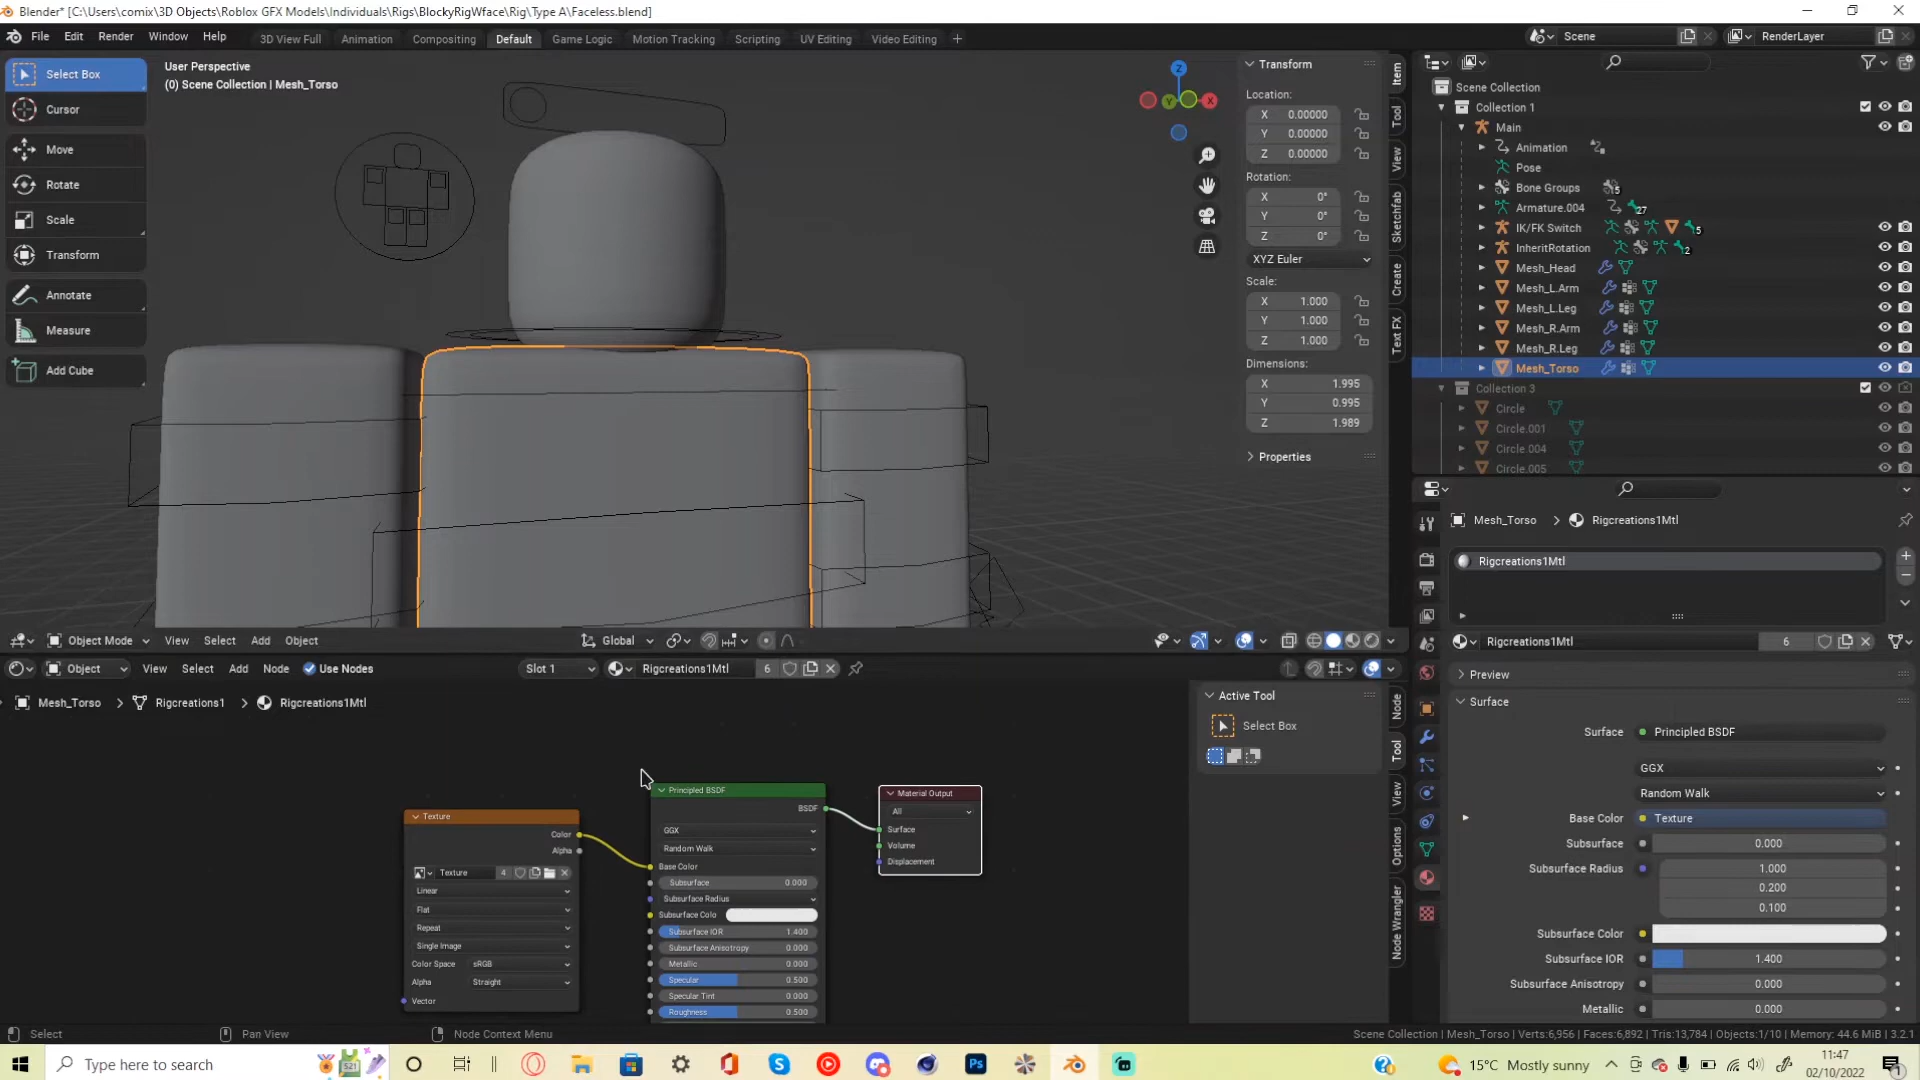 Blender* [C:\Users\comix\3D Objects\Roblox GFX Models\Individuals\Rigs\BlockyRigWface\Rig\Type A\Faceless.blend]
File Edit Render Window Help 3D View Full Animation Compositing Default Game Logic Motion Tracking Scripting UV Editing Video Editing + Scene RenderLayer
Select Box
Cursor
Move
Rotate
Scale
Transform
Annotate
Measure
Add Cube
User Perspective
(0) Scene Collection | Mesh_Torso
Z
Y
X
Transform
Location:
X 0.00000
Y 0.00000
Z 0.00000
Rotation:
X 0°
Y 0°
Z 0°
XYZ Euler
Scale:
X 1.000
Y 1.000
Z 1.000
Dimensions:
X 1.995
Y 0.995
Z 1.989
Properties
Item
Tool
View
Sketchfab
Create
Text FX
Scene Collection
Collection 1
Main
Animation
Pose
Bone Groups 5
Armature.004 27
IK/FK Switch 5
InheritRotation 2
Mesh_Head
Mesh_L.Arm
Mesh_L.Leg
Mesh_R.Arm
Mesh_R.Leg
Mesh_Torso
Collection 3
Circle
Circle.001
Circle.004
Circle.005
Object Mode View Select Add Object Global
Object View Select Add Node Use Nodes Slot 1 Rigcreations1Mtl 6
Mesh_Torso > Rigcreations1 > Rigcreations1Mtl
Texture
Color
Alpha
Texture 4
Linear
Flat
Repeat
Single Image
Color Space sRGB
Alpha Straight
Vector
Principled BSDF
BSDF
GGX
Random Walk
Base Color
Subsurface 0.000
Subsurface Radius
Subsurface Colo
Subsurface IOR 1.400
Subsurface Anisotropy 0.000
Metallic 0.000
Specular 0.500
Specular Tint 0.000
Roughness 0.500
Material Output
All
Surface
Volume
Displacement
Active Tool
Select Box
Node
Tool
View
Options
Node Wrangler
Mesh_Torso > Rigcreations1Mtl
Rigcreations1Mtl
Rigcreations1Mtl 6
Preview
Surface
Surface Principled BSDF
GGX
Random Walk
Base Color Texture
Subsurface 0.000
Subsurface Radius 1.000
0.200
0.100
Subsurface Color
Subsurface IOR 1.400
Subsurface Anisotropy 0.000
Metallic 0.000
Select Pan View Node Context Menu Scene Collection | Mesh_Torso | Verts:6,956 | Faces:6,892 | Tris:13,784 | Objects:1/10 | Memory: 44.6 MiB | 3.2.1
Type here to search 15°C Mostly sunny 11:47
02/10/2022